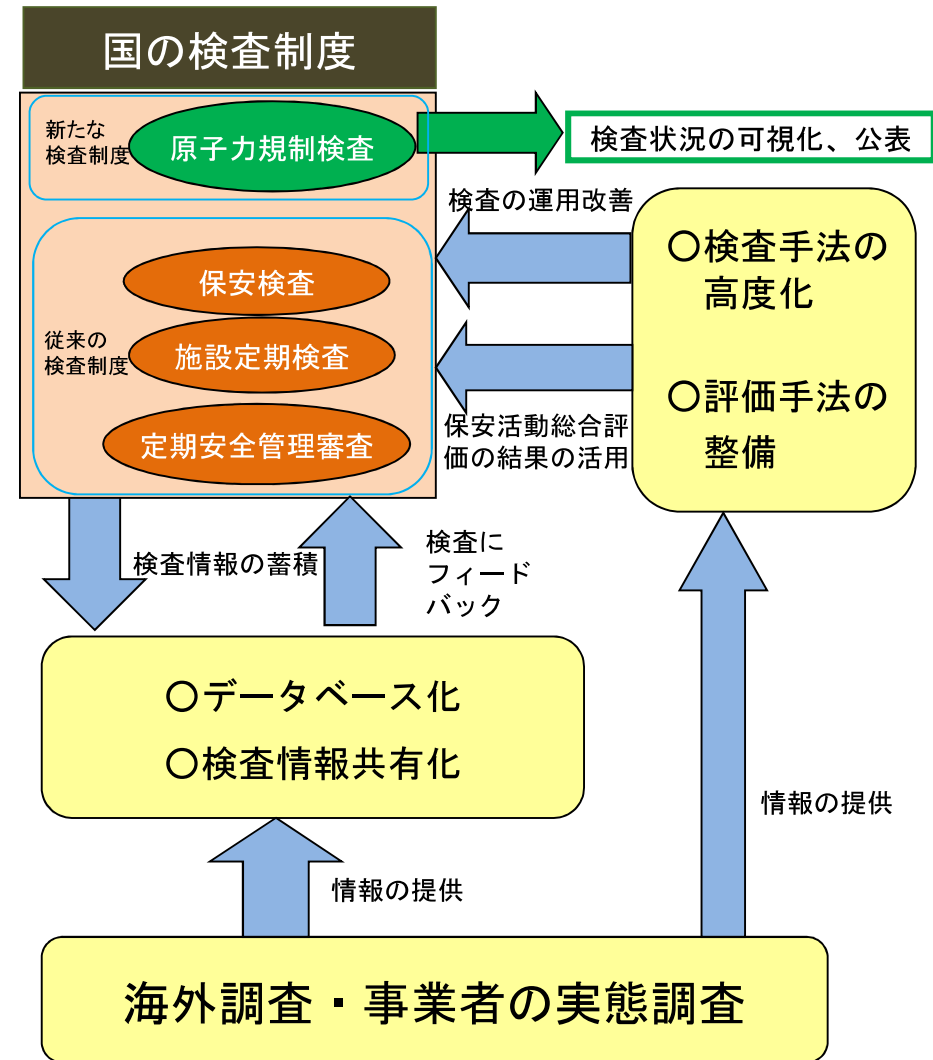 国の検査制度
新たな
検査制度
原子力規制検査
検査状況の可視化、公表
検査の運用改善
保安検査
従来の
検査制度
施設定期検査
定期安全管理審査
保安活動総合評
価の結果の活用
〇検査手法の
高度化
〇評価手法の
整備
検査情報の蓄積
検査に
フィード
バック
〇データベース化
〇検査情報共有化
情報の提供
情報の提供
海外調査・事業者の実態調査